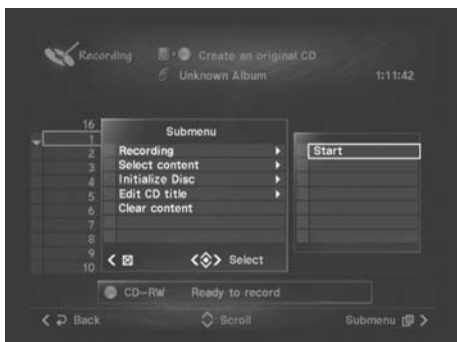 Recording
Create an original CD
Unknown Album
1:11:42
16
1
2
3
4
5
6
7
8
9
10
Submenu
Recording
Select content
Initialize Disc
Edit CD title
Clear content
Select
Start
CD-RW Ready to record
Back
Scroll
Submenu